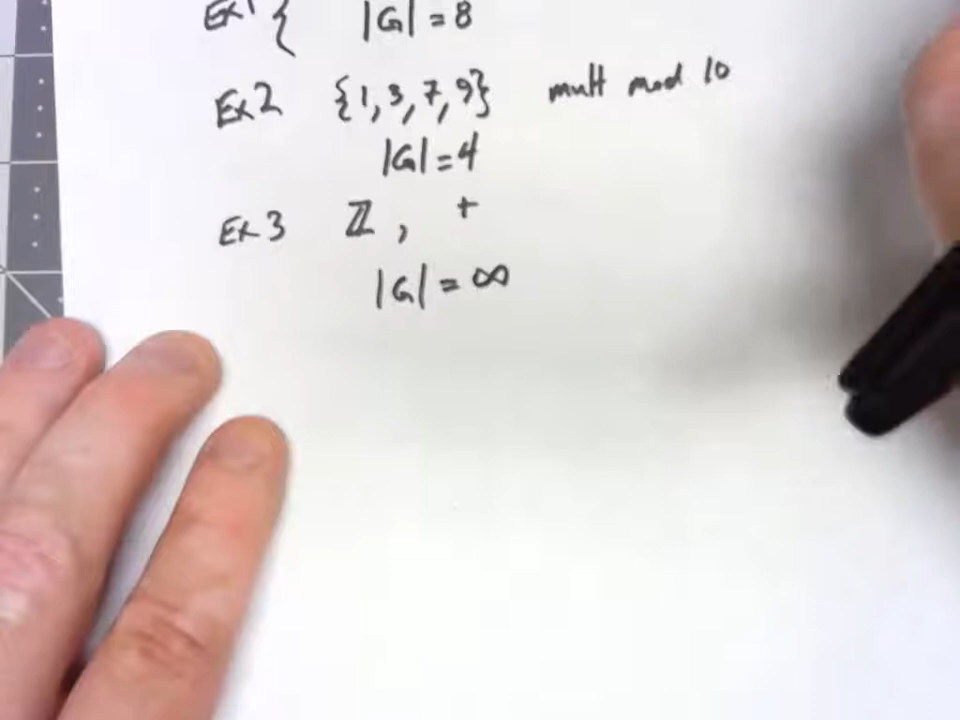 Ex1 { |G| = 8
Ex2 {1,3,7,9} mult mod 10
|G| = 4
Ex3 ℤ, +
|G| = ∞